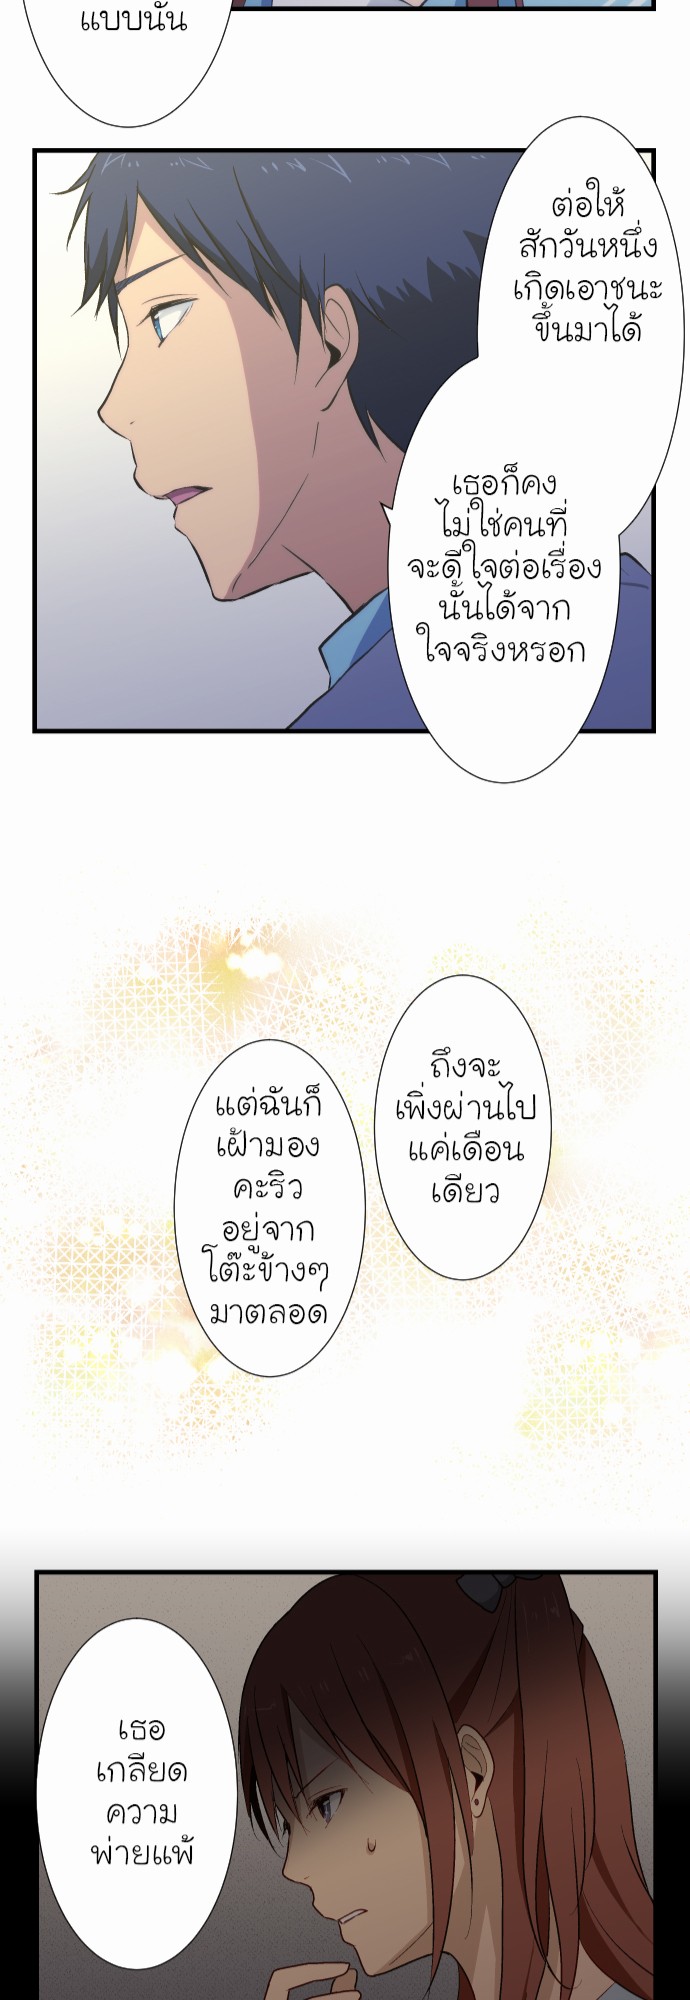 แบบนั้น
ต่อให้
สักวันหนึ่ง
เกิดเอาชนะ
ขึ้นมาได้
เธอก็คง
ไม่ใช่คนที่
จะดีใจต่อเรื่อง
นั้นได้จาก
ใจจริงหรอก
ถึงจะ
เพิ่งผ่านไป
แค่เดือน
เดียว
แต่ฉันก็
เฝ้ามอง
คะริว
อยู่จาก
โต๊ะข้างๆ
มาตลอด
เธอ
เกลียด
ความ
พ่ายแพ้